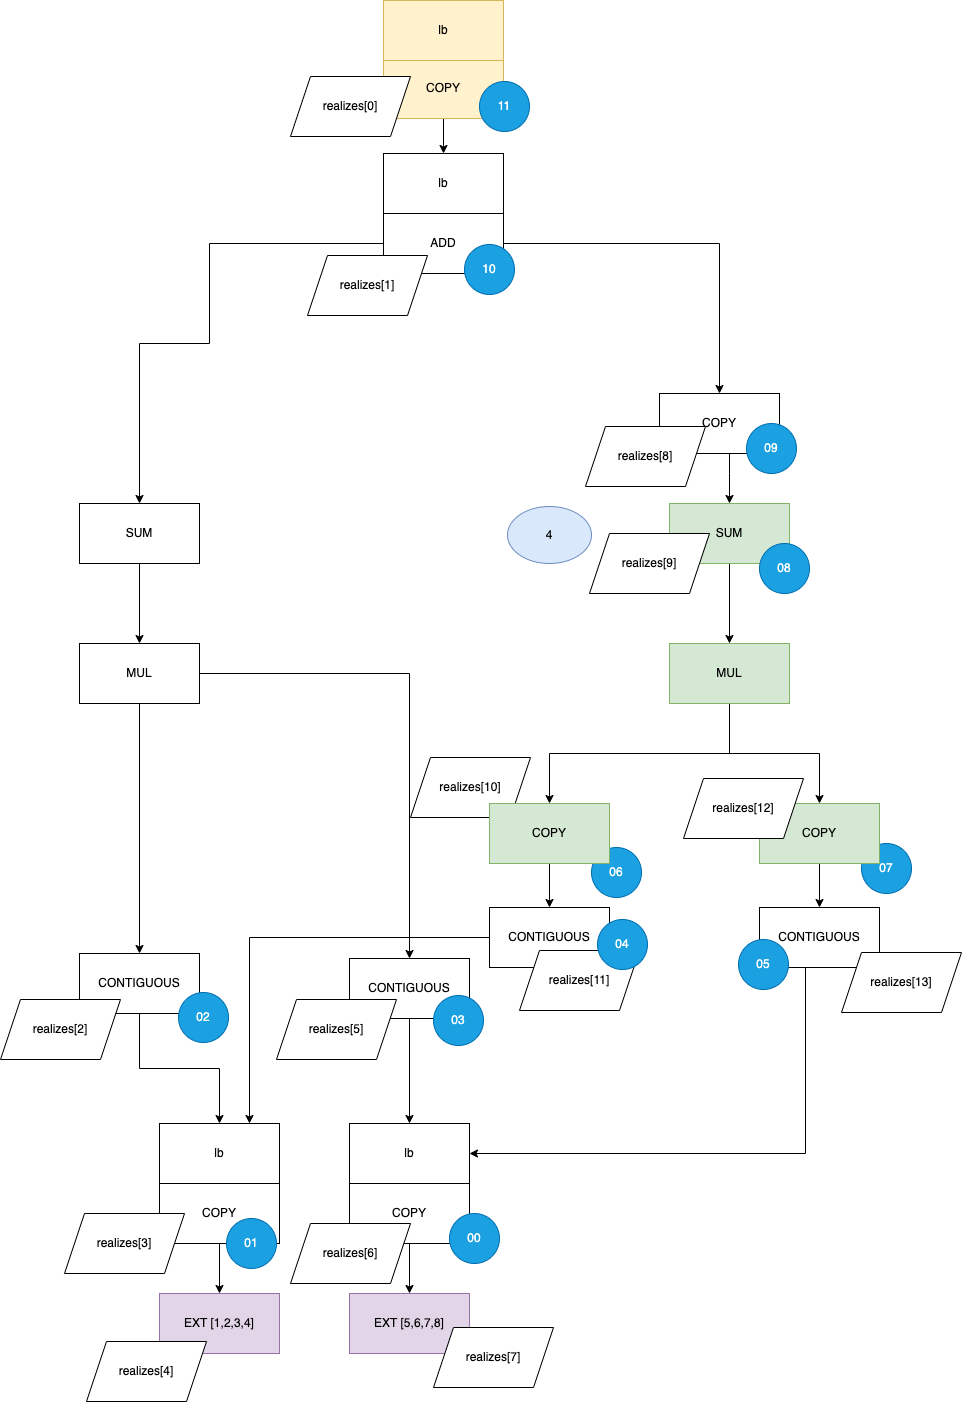 lb
COPY
realizes[0]
11
lb
ADD
realizes[1]
10
COPY
realizes[8]
09
SUM
4
SUM
realizes[9]
08
MUL
MUL
realizes[10]
realizes[12]
COPY
COPY
06
07
CONTIGUOUS
04
CONTIGUOUS
05
realizes[11]
realizes[13]
CONTIGUOUS
CONTIGUOUS
realizes[2]
02
realizes[5]
03
lb
lb
COPY
COPY
realizes[3]
01
realizes[6]
00
EXT [1,2,3,4]
EXT [5,6,7,8]
realizes[4]
realizes[7]